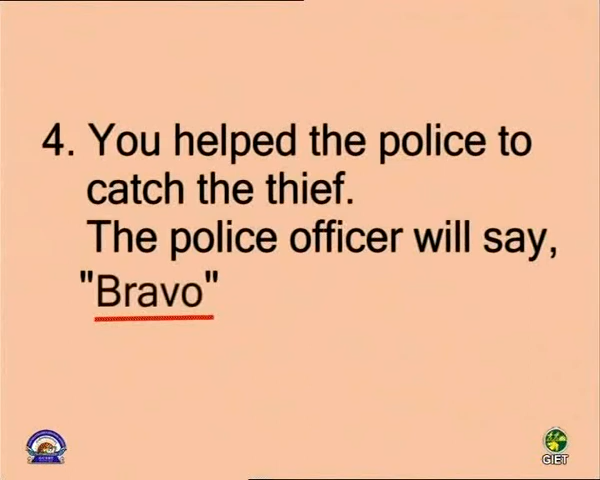 4. You helped the police to
catch the thief.
The police officer will say,
"Bravo"
GIET